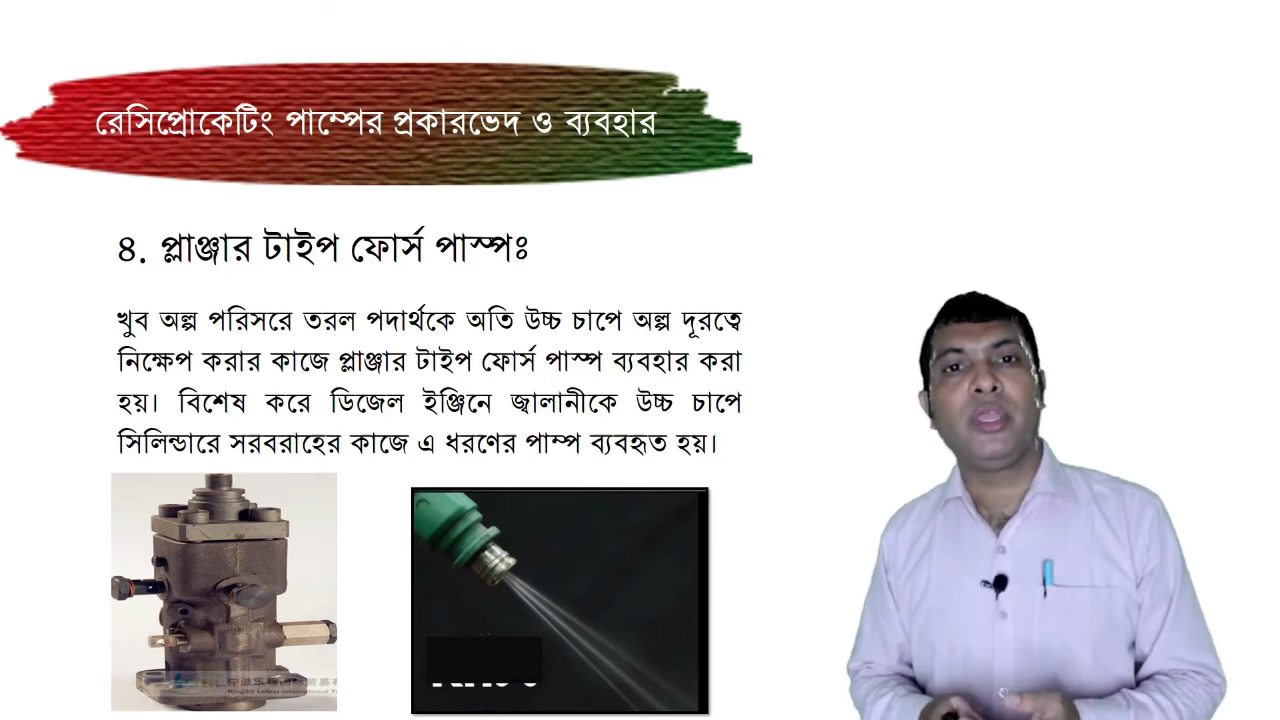 রেসিপ্রোকেটিং পাম্পের প্রকারভেদ ও ব্যবহার
৪. প্লাঞ্জার টাইপ ফোর্স পাস্পঃ
খুব অল্প পরিসরে তরল পদার্থকে অতি উচ্চ চাপে অল্প দূরত্বে
নিক্ষেপ করার কাজে প্লাঞ্জার টাইপ ফোর্স পাস্প ব্যবহার করা
হয়। বিশেষ করে ডিজেল ইঞ্জিনে জ্বালানীকে উচ্চ চাপে
সিলিন্ডারে সরবরাহের কাজে এ ধরণের পাম্প ব্যবহৃত হয়।